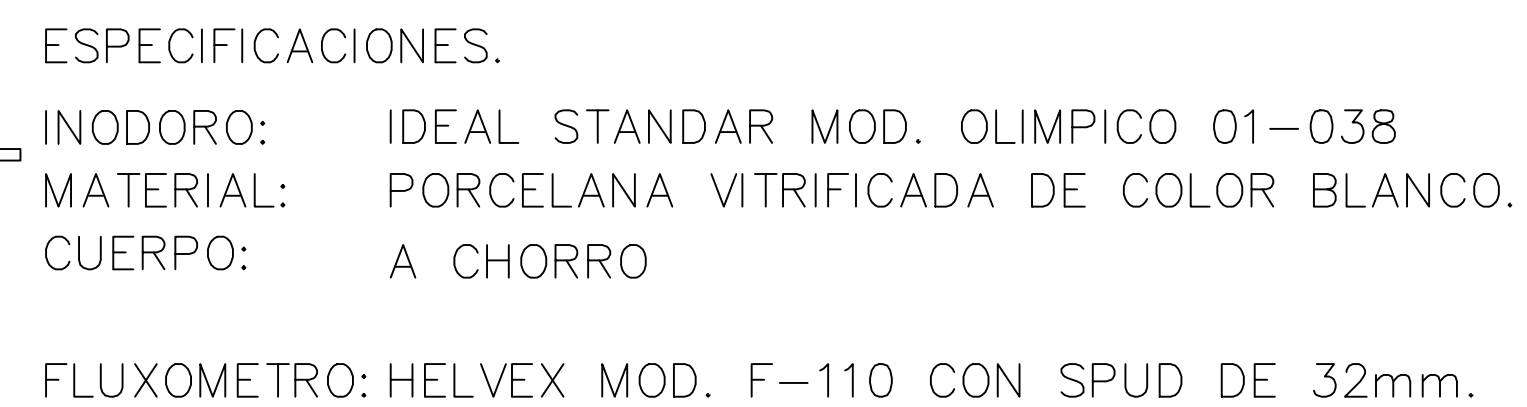 ESPECIFICACIONES.
INODORO: IDEAL STANDAR MOD. OLIMPICO 01-038
MATERIAL: PORCELANA VITRIFICADA DE COLOR BLANCO.
CUERPO: A CHORRO
FLUXOMETRO: HELVEX MOD. F-110 CON SPUD DE 32mm.